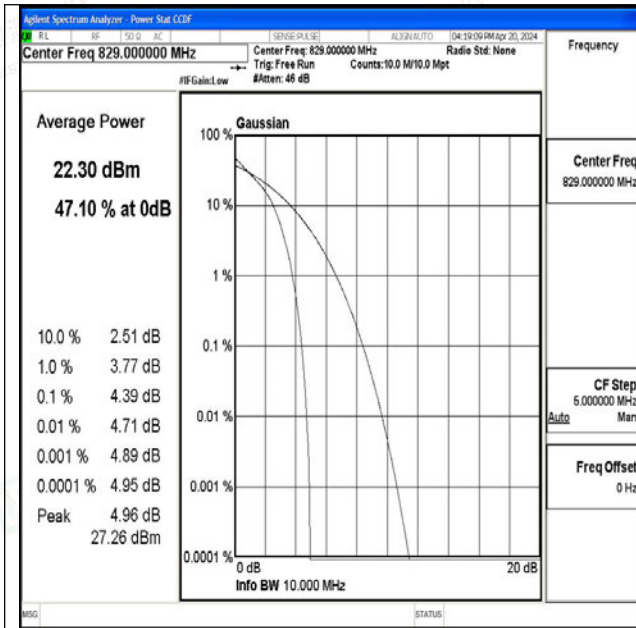 Agilent Spectrum Analyzer - Power Stat CCDF
RL RF 50 Ω AC SENSE:PULSE ALIGN AUTO 04:19:09 PM Apr 20, 2024
Center Freq 829.000000 MHz
Center Freq: 829.000000 MHz Radio Std: None
Trig: Free Run Counts:10.0 M/10.0 Mpt
#IFGain:Low #Atten: 46 dB
Frequency
Average Power
22.30 dBm
47.10 % at 0dB
10.0 % 2.51 dB
1.0 % 3.77 dB
0.1 % 4.39 dB
0.01 % 4.71 dB
0.001 % 4.89 dB
0.0001 % 4.95 dB
Peak 4.96 dB
27.26 dBm
Gaussian
100 %
10 %
1 %
0.1 %
0.01 %
0.001 %
0.0001 %
0 dB 20 dB
Info BW 10.000 MHz
Center Freq
829.000000 MHz
CF Step
5.000000 MHz
Auto Man
Freq Offset
0 Hz
MSG STATUS